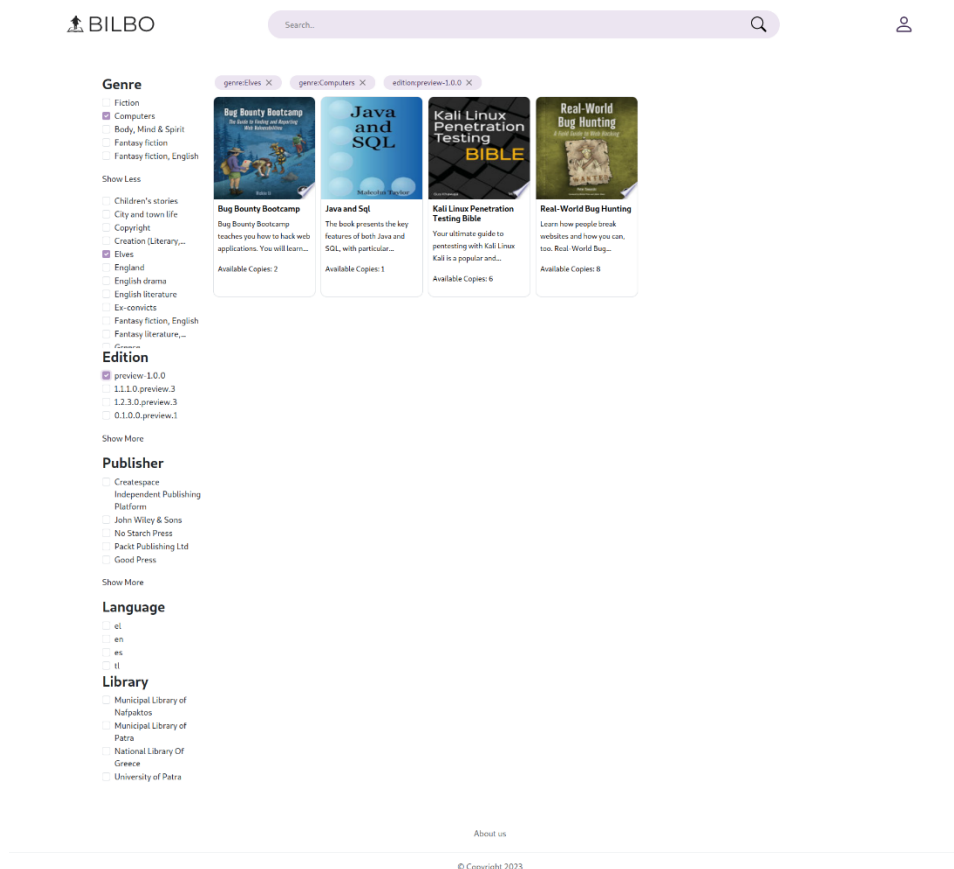 BILBO
Search...
Genre
Fiction
Computers
Body, Mind & Spirit
Fantasy fiction
Fantasy fiction, English
Show Less
Children's stories
City and town life
Copyright
Creation (Literary,...
Elves
England
English drama
English literature
Ex-convicts
Fantasy fiction, English
Fantasy literature,...
Greece
Edition
preview-1.0.0
1.1.1.0.preview.3
1.2.3.0.preview.3
0.1.0.0.preview.1
Show More
Publisher
Createspace
Independent Publishing
Platform
John Wiley & Sons
No Starch Press
Packt Publishing Ltd
Good Press
Show More
Language
el
en
es
tl
Library
Municipal Library of
Nafpaktos
Municipal Library of
Patra
National Library Of
Greece
University of Patra
genre:Elves ✕
genre:Computers ✕
edition:preview-1.0.0 ✕
Bug Bounty Bootcamp
The Guide to Finding and Reporting
Web Vulnerabilities
Bug Bounty Bootcamp
Bug Bounty Bootcamp
teaches you how to hack web
applications. You will learn...
Available Copies: 2
Java
and
SQL
Malcolm Taylor
Java and Sql
The book presents the key
features of both Java and
SQL, with particular...
Available Copies: 1
Kali Linux
Penetration
Testing
BIBLE
Kali Linux Penetration
Testing Bible
Your ultimate guide to
pentesting with Kali Linux
Kali is a popular and...
Available Copies: 6
Real-World
Bug Hunting
A Field Guide to Web Hacking
WANTED
Real-World Bug Hunting
Learn how people break
websites and how you can,
too. Real-World Bug...
Available Copies: 8
About us
© Copyright 2023